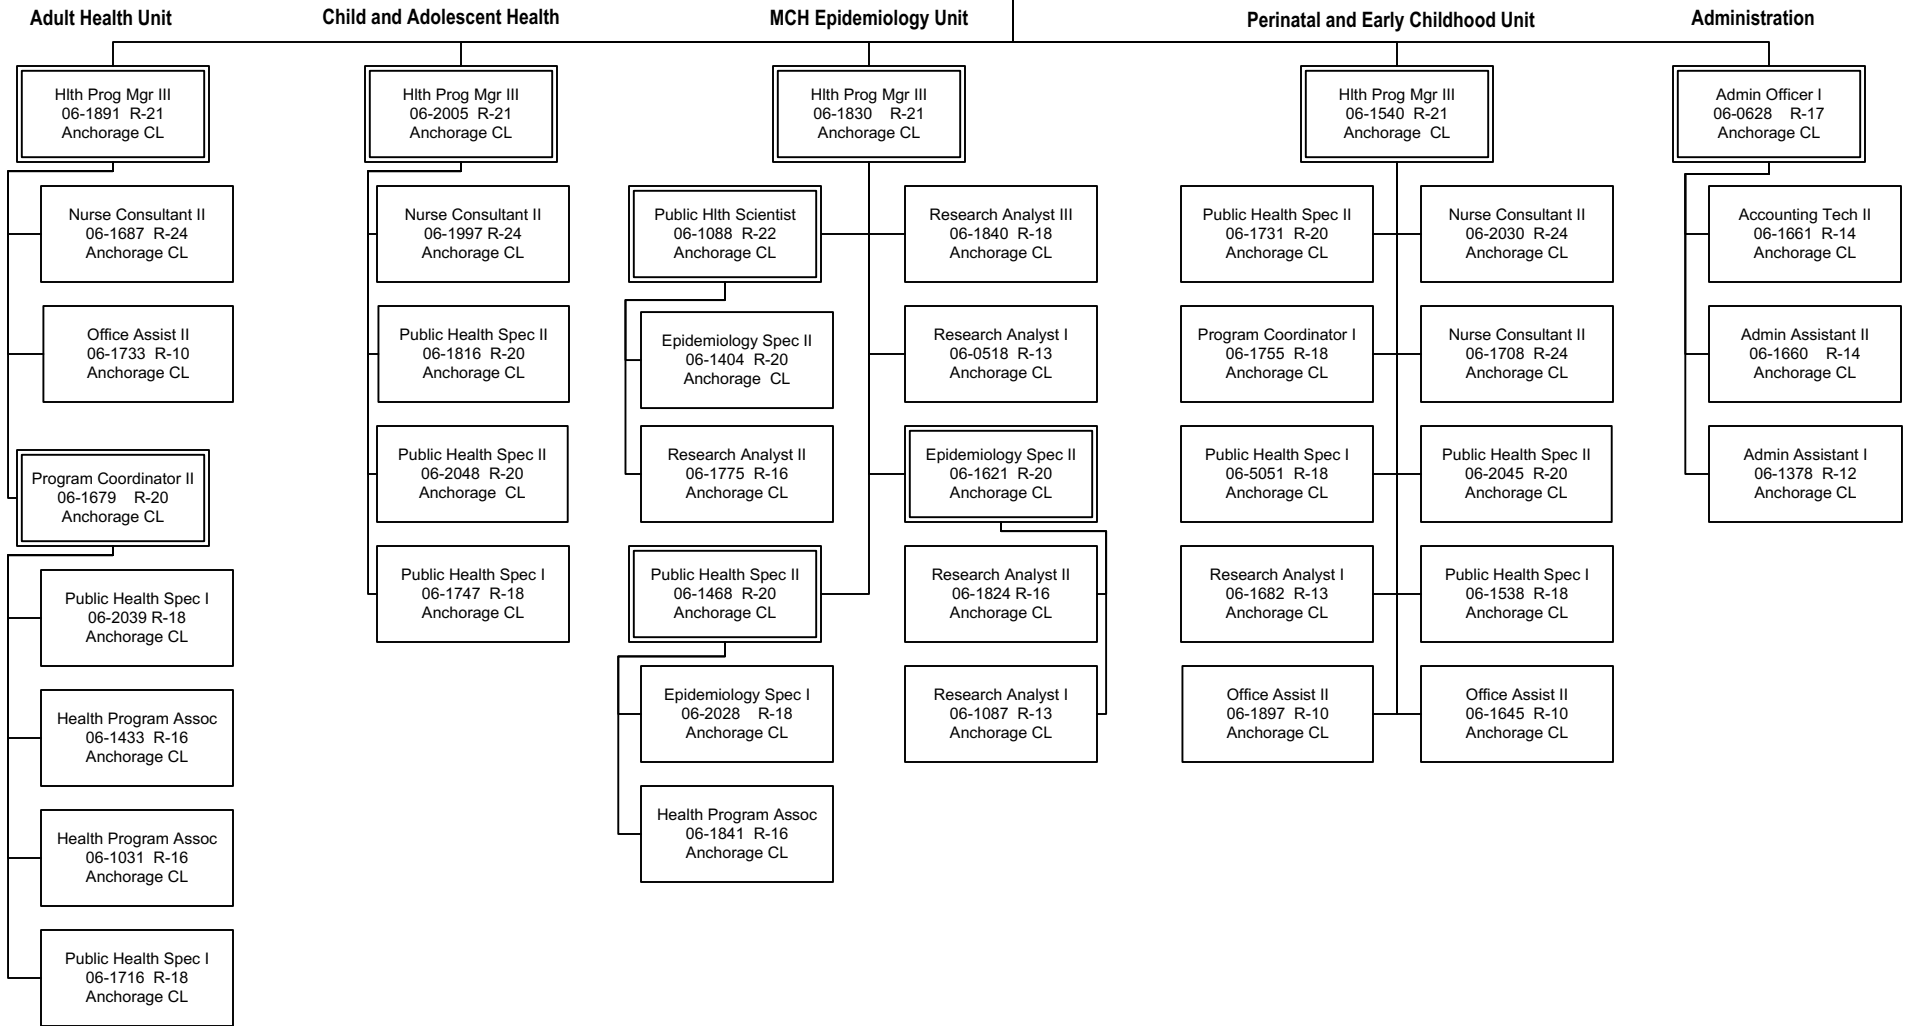 Adult Health Unit
Child and Adolescent Health
MCH Epidemiology Unit
Perinatal and Early Childhood Unit
Administration
Hlth Prog Mgr III
06-1891 R-21
Anchorage CL
Nurse Consultant II
06-1687 R-24
Anchorage CL
Office Assist II
06-1733 R-10
Anchorage CL
Program Coordinator II
06-1679 R-20
Anchorage CL
Public Health Spec I
06-2039 R-18
Anchorage CL
Health Program Assoc
06-1433 R-16
Anchorage CL
Health Program Assoc
06-1031 R-16
Anchorage CL
Public Health Spec I
06-1716 R-18
Anchorage CL
Hlth Prog Mgr III
06-2005 R-21
Anchorage CL
Nurse Consultant II
06-1997 R-24
Anchorage CL
Public Health Spec II
06-1816 R-20
Anchorage CL
Public Health Spec II
06-2048 R-20
Anchorage CL
Public Health Spec I
06-1747 R-18
Anchorage CL
Hlth Prog Mgr III
06-1830 R-21
Anchorage CL
Public Hlth Scientist
06-1088 R-22
Anchorage CL
Epidemiology Spec II
06-1404 R-20
Anchorage CL
Research Analyst II
06-1775 R-16
Anchorage CL
Public Health Spec II
06-1468 R-20
Anchorage CL
Epidemiology Spec I
06-2028 R-18
Anchorage CL
Health Program Assoc
06-1841 R-16
Anchorage CL
Research Analyst III
06-1840 R-18
Anchorage CL
Research Analyst I
06-0518 R-13
Anchorage CL
Epidemiology Spec II
06-1621 R-20
Anchorage CL
Research Analyst II
06-1824 R-16
Anchorage CL
Research Analyst I
06-1087 R-13
Anchorage CL
Hlth Prog Mgr III
06-1540 R-21
Anchorage CL
Public Health Spec II
06-1731 R-20
Anchorage CL
Program Coordinator I
06-1755 R-18
Anchorage CL
Public Health Spec I
06-5051 R-18
Anchorage CL
Research Analyst I
06-1682 R-13
Anchorage CL
Office Assist II
06-1897 R-10
Anchorage CL
Nurse Consultant II
06-2030 R-24
Anchorage CL
Nurse Consultant II
06-1708 R-24
Anchorage CL
Public Health Spec II
06-2045 R-20
Anchorage CL
Public Health Spec I
06-1538 R-18
Anchorage CL
Office Assist II
06-1645 R-10
Anchorage CL
Admin Officer I
06-0628 R-17
Anchorage CL
Accounting Tech II
06-1661 R-14
Anchorage CL
Admin Assistant II
06-1660 R-14
Anchorage CL
Admin Assistant I
06-1378 R-12
Anchorage CL